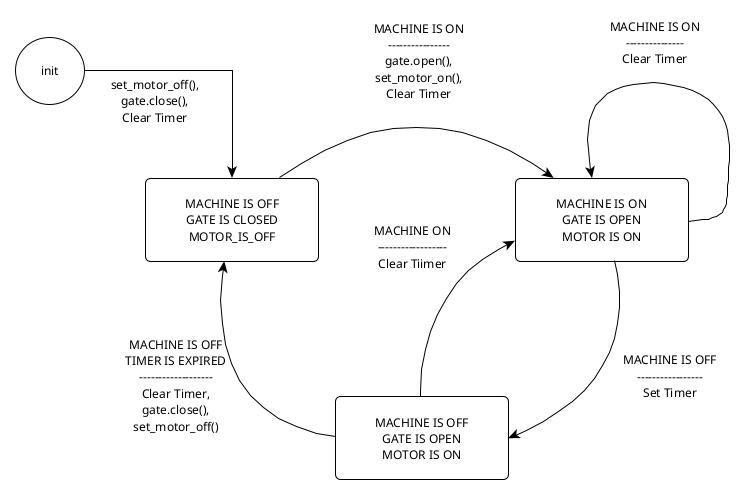 init
set_motor_off(),
gate.close(),
Clear Timer
MACHINE IS ON
----------------
gate.open(),
set_motor_on(),
Clear Timer
MACHINE IS ON
---------------
Clear Timer
MACHINE IS OFF
GATE IS CLOSED
MOTOR_IS_OFF
MACHINE IS ON
GATE IS OPEN
MOTOR IS ON
MACHINE ON
------------------
Clear Tiimer
MACHINE IS OFF
TIMER IS EXPIRED
-------------------
Clear Timer,
gate.close(),
set_motor_off()
MACHINE IS OFF
-----------------
Set Timer
MACHINE IS OFF
GATE IS OPEN
MOTOR IS ON